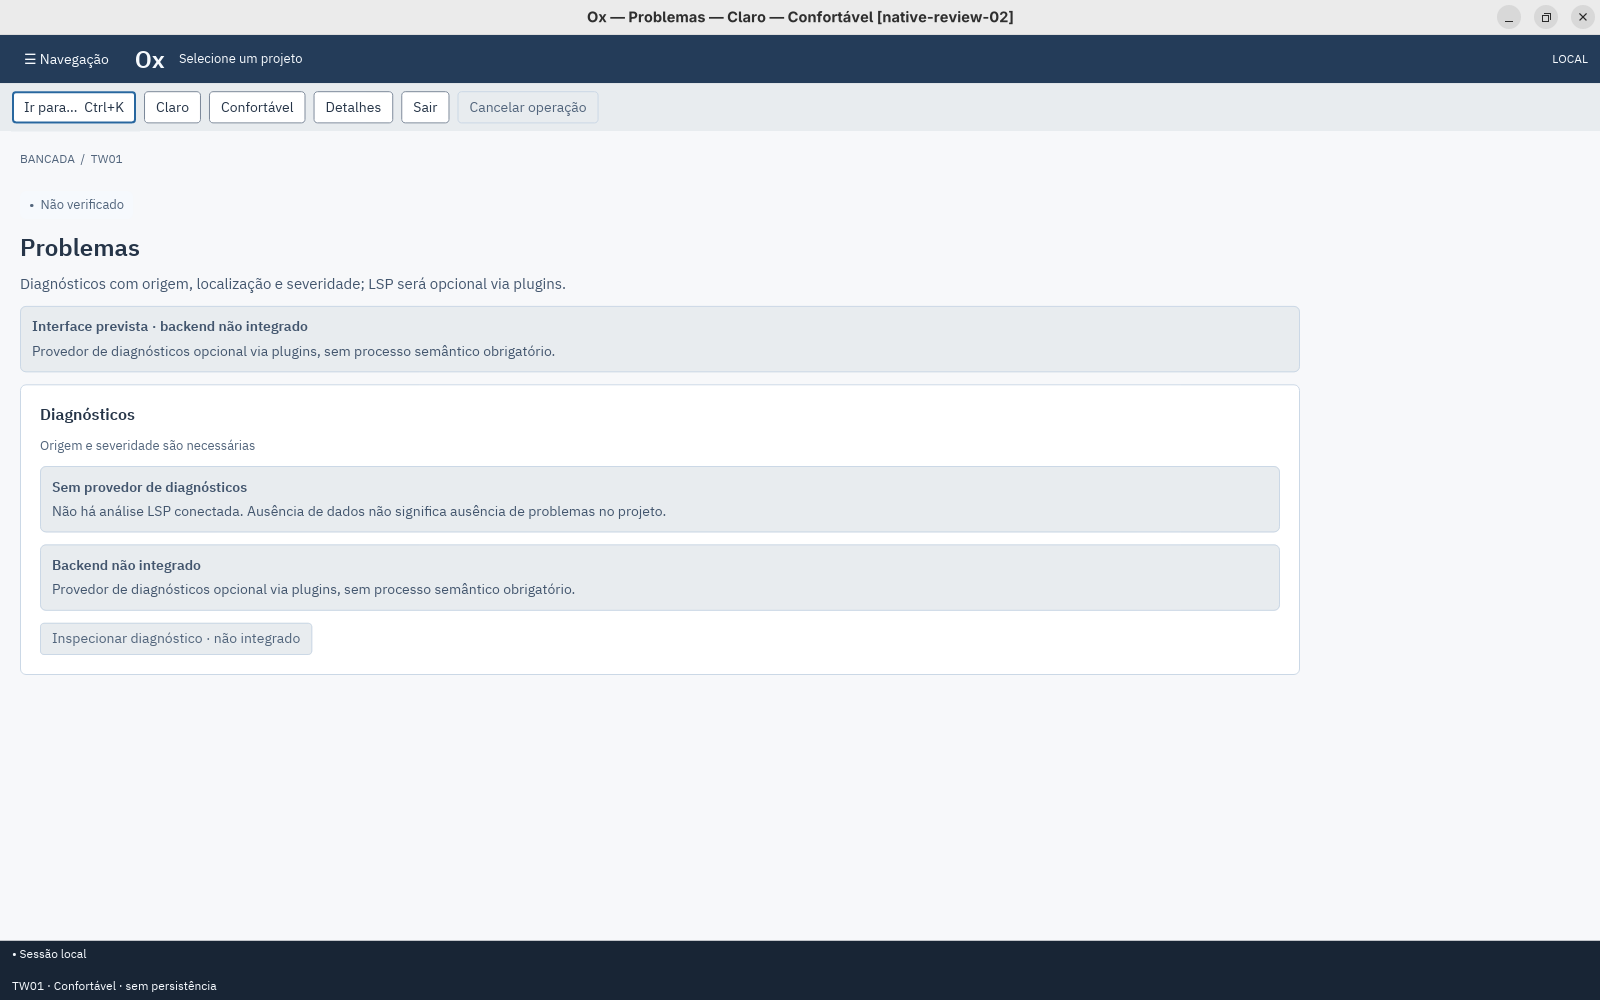 Ox — Problemas — Claro — Confortável [native-review-02]
☰ Navegação Ox Selecione um projeto LOCAL
Ir para... Ctrl+K Claro Confortável Detalhes Sair Cancelar operação
BANCADA / TW01
• Não verificado
Problemas
Diagnósticos com origem, localização e severidade; LSP será opcional via plugins.
Interface prevista · backend não integrado
Provedor de diagnósticos opcional via plugins, sem processo semântico obrigatório.
Diagnósticos
Origem e severidade são necessárias
Sem provedor de diagnósticos
Não há análise LSP conectada. Ausência de dados não significa ausência de problemas no projeto.
Backend não integrado
Provedor de diagnósticos opcional via plugins, sem processo semântico obrigatório.
Inspecionar diagnóstico · não integrado
• Sessão local
TW01 · Confortável · sem persistência